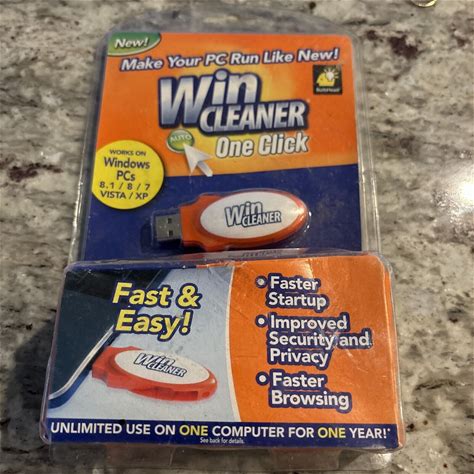 New!
Make Your PC Run Like New!
BulbHead
Win
CLEANER
AUTO
One Click
WORKS ON
Windows
PCs
8.1 / 8 / 7
VISTA / XP
Win
CLEANER
Fast &
Easy!
WIN
CLEANER
• Faster
Startup
• Improved
Security and
Privacy
• Faster
Browsing
UNLIMITED USE ON ONE COMPUTER FOR ONE YEAR!*
See back for details.